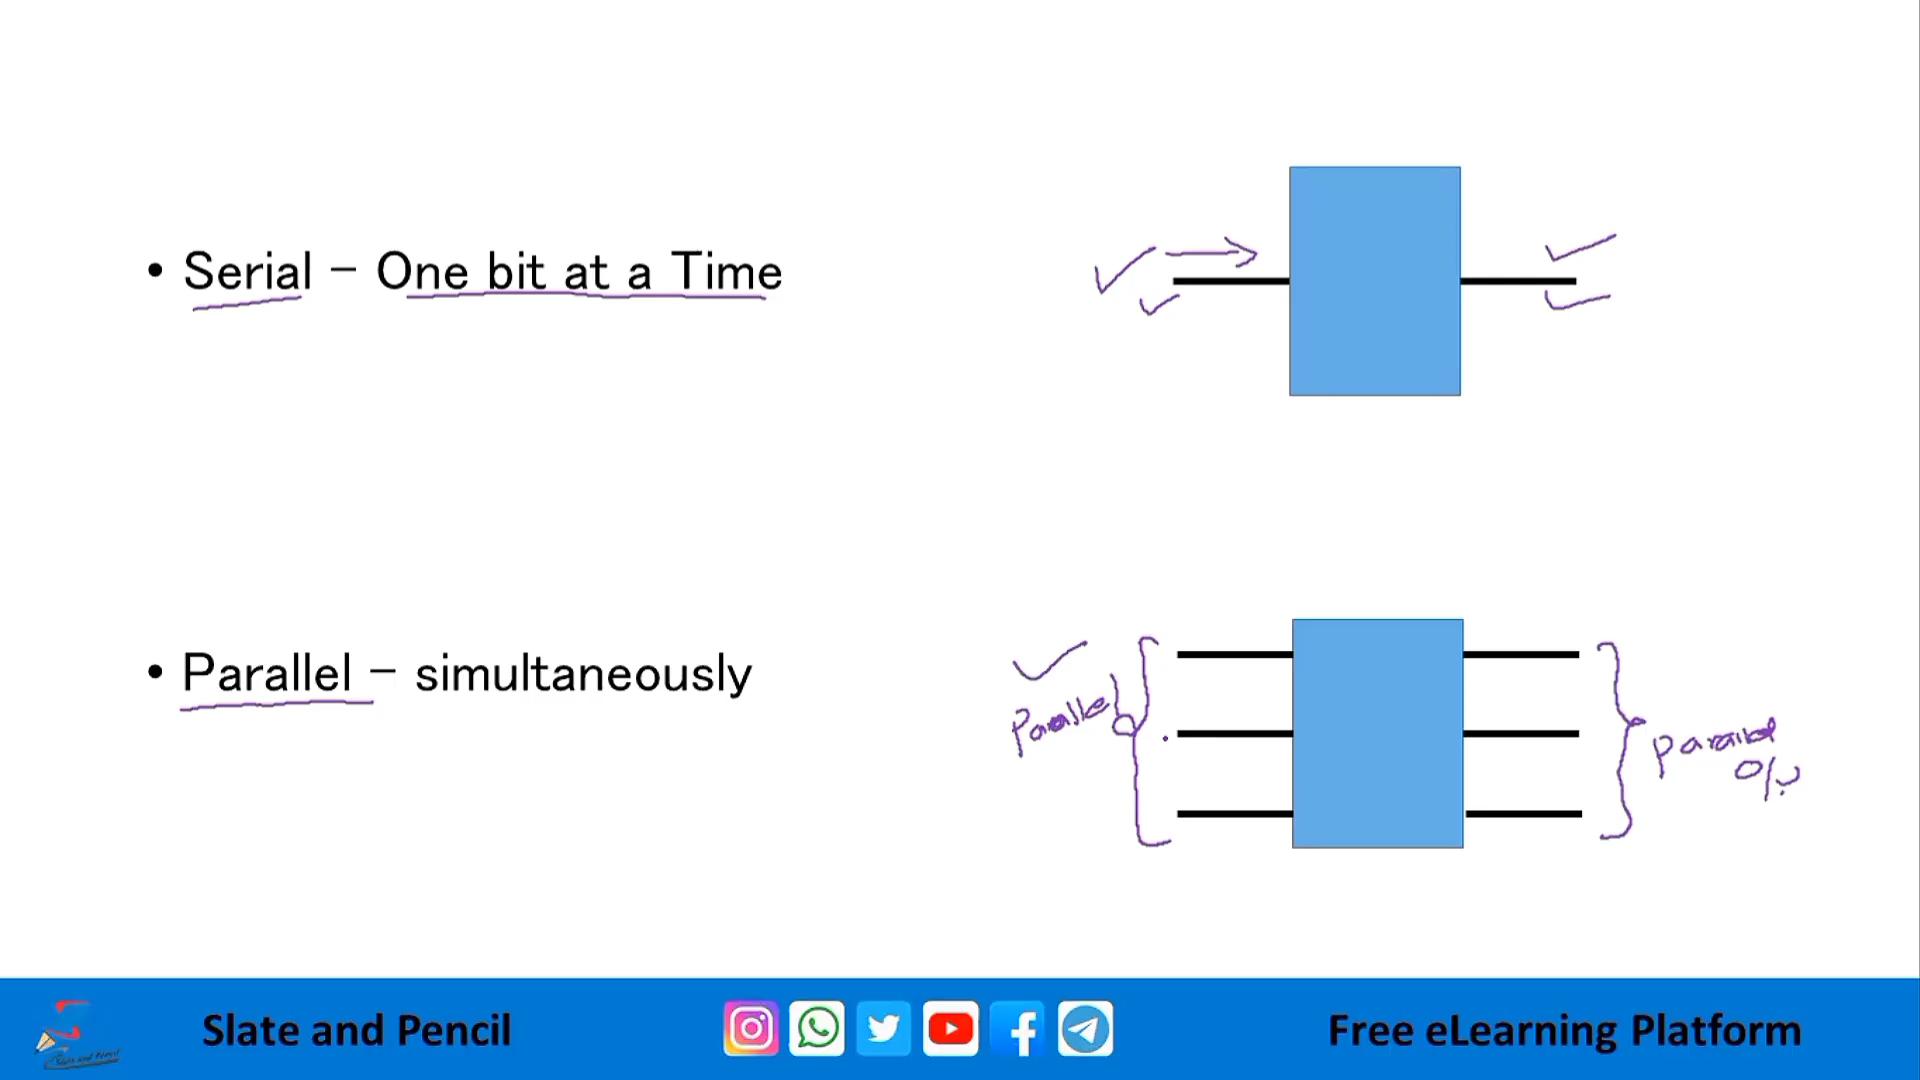 • Serial – One bit at a Time
• Parallel – simultaneously
Parallel
Parallel
o/p
Slate and Pencil
Free eLearning Platform